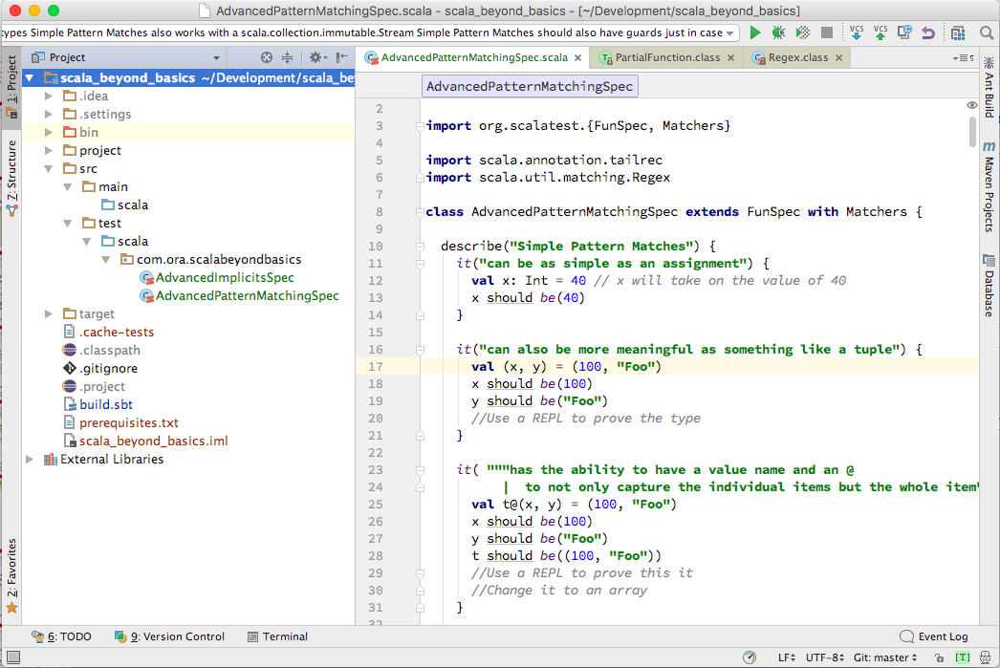 AdvancedPatternMatchingSpec.scala - scala_beyond_basics - [~/Development/scala_beyond_basics]
types Simple Pattern Matches also works with a scala.collection.immutable.Stream Simple Pattern Matches should also have guards just in case
VCS VCS
Project
AdvancedPatternMatchingSpec.scala
PartialFunction.class
Regex.class
5
1: Project
Z: Structure
2: Favorites
scala_beyond_basics ~/Development/scala_be
.idea
.settings
bin
project
src
main
scala
test
scala
com.ora.scalabeyondbasics
AdvancedImplicitsSpec
AdvancedPatternMatchingSpec
target
.cache-tests
.classpath
.gitignore
.project
build.sbt
prerequisites.txt
scala_beyond_basics.iml
External Libraries
AdvancedPatternMatchingSpec
2
3 import org.scalatest.{FunSpec, Matchers}
4
5 import scala.annotation.tailrec
6 import scala.util.matching.Regex
7
8 class AdvancedPatternMatchingSpec extends FunSpec with Matchers {
9
10 describe("Simple Pattern Matches") {
11 it("can be as simple as an assignment") {
12 val x: Int = 40 // x will take on the value of 40
13 x should be(40)
14 }
15
16 it("can also be more meaningful as something like a tuple") {
17 val (x, y) = (100, "Foo")
18 x should be(100)
19 y should be("Foo")
20 //Use a REPL to prove the type
21 }
22
23 it( """has the ability to have a value name and an @
24 | to not only capture the individual items but the whole item"
25 val t@(x, y) = (100, "Foo")
26 x should be(100)
27 y should be("Foo")
28 t should be((100, "Foo"))
29 //Use a REPL to prove this it
30 //Change it to an array
31 }
32
Ant Build
m Maven Projects
Database
6: TODO
9: Version Control
Terminal
Event Log
LF
UTF-8
Git: master
[T]